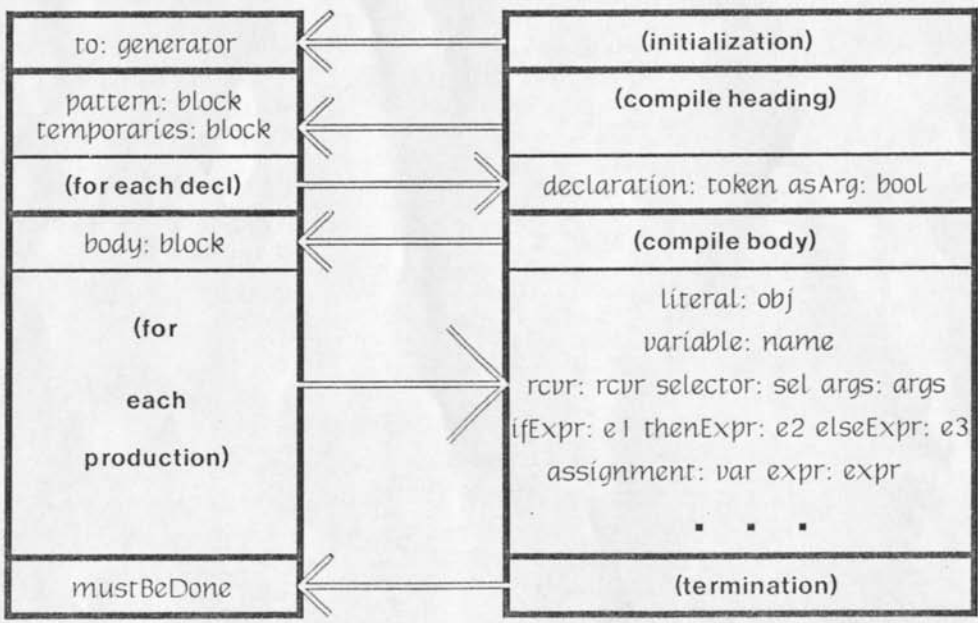 to: generator
pattern: block
temporaries: block
(for each decl)
body: block
(for
each
production)
mustBeDone
(initialization)
(compile heading)
declaration: token asArg: bool
(compile body)
literal: obj
variable: name
rcvr: rcvr selector: sel args: args
ifExpr: e1 thenExpr: e2 elseExpr: e3
assignment: var expr: expr
. . .
(termination)